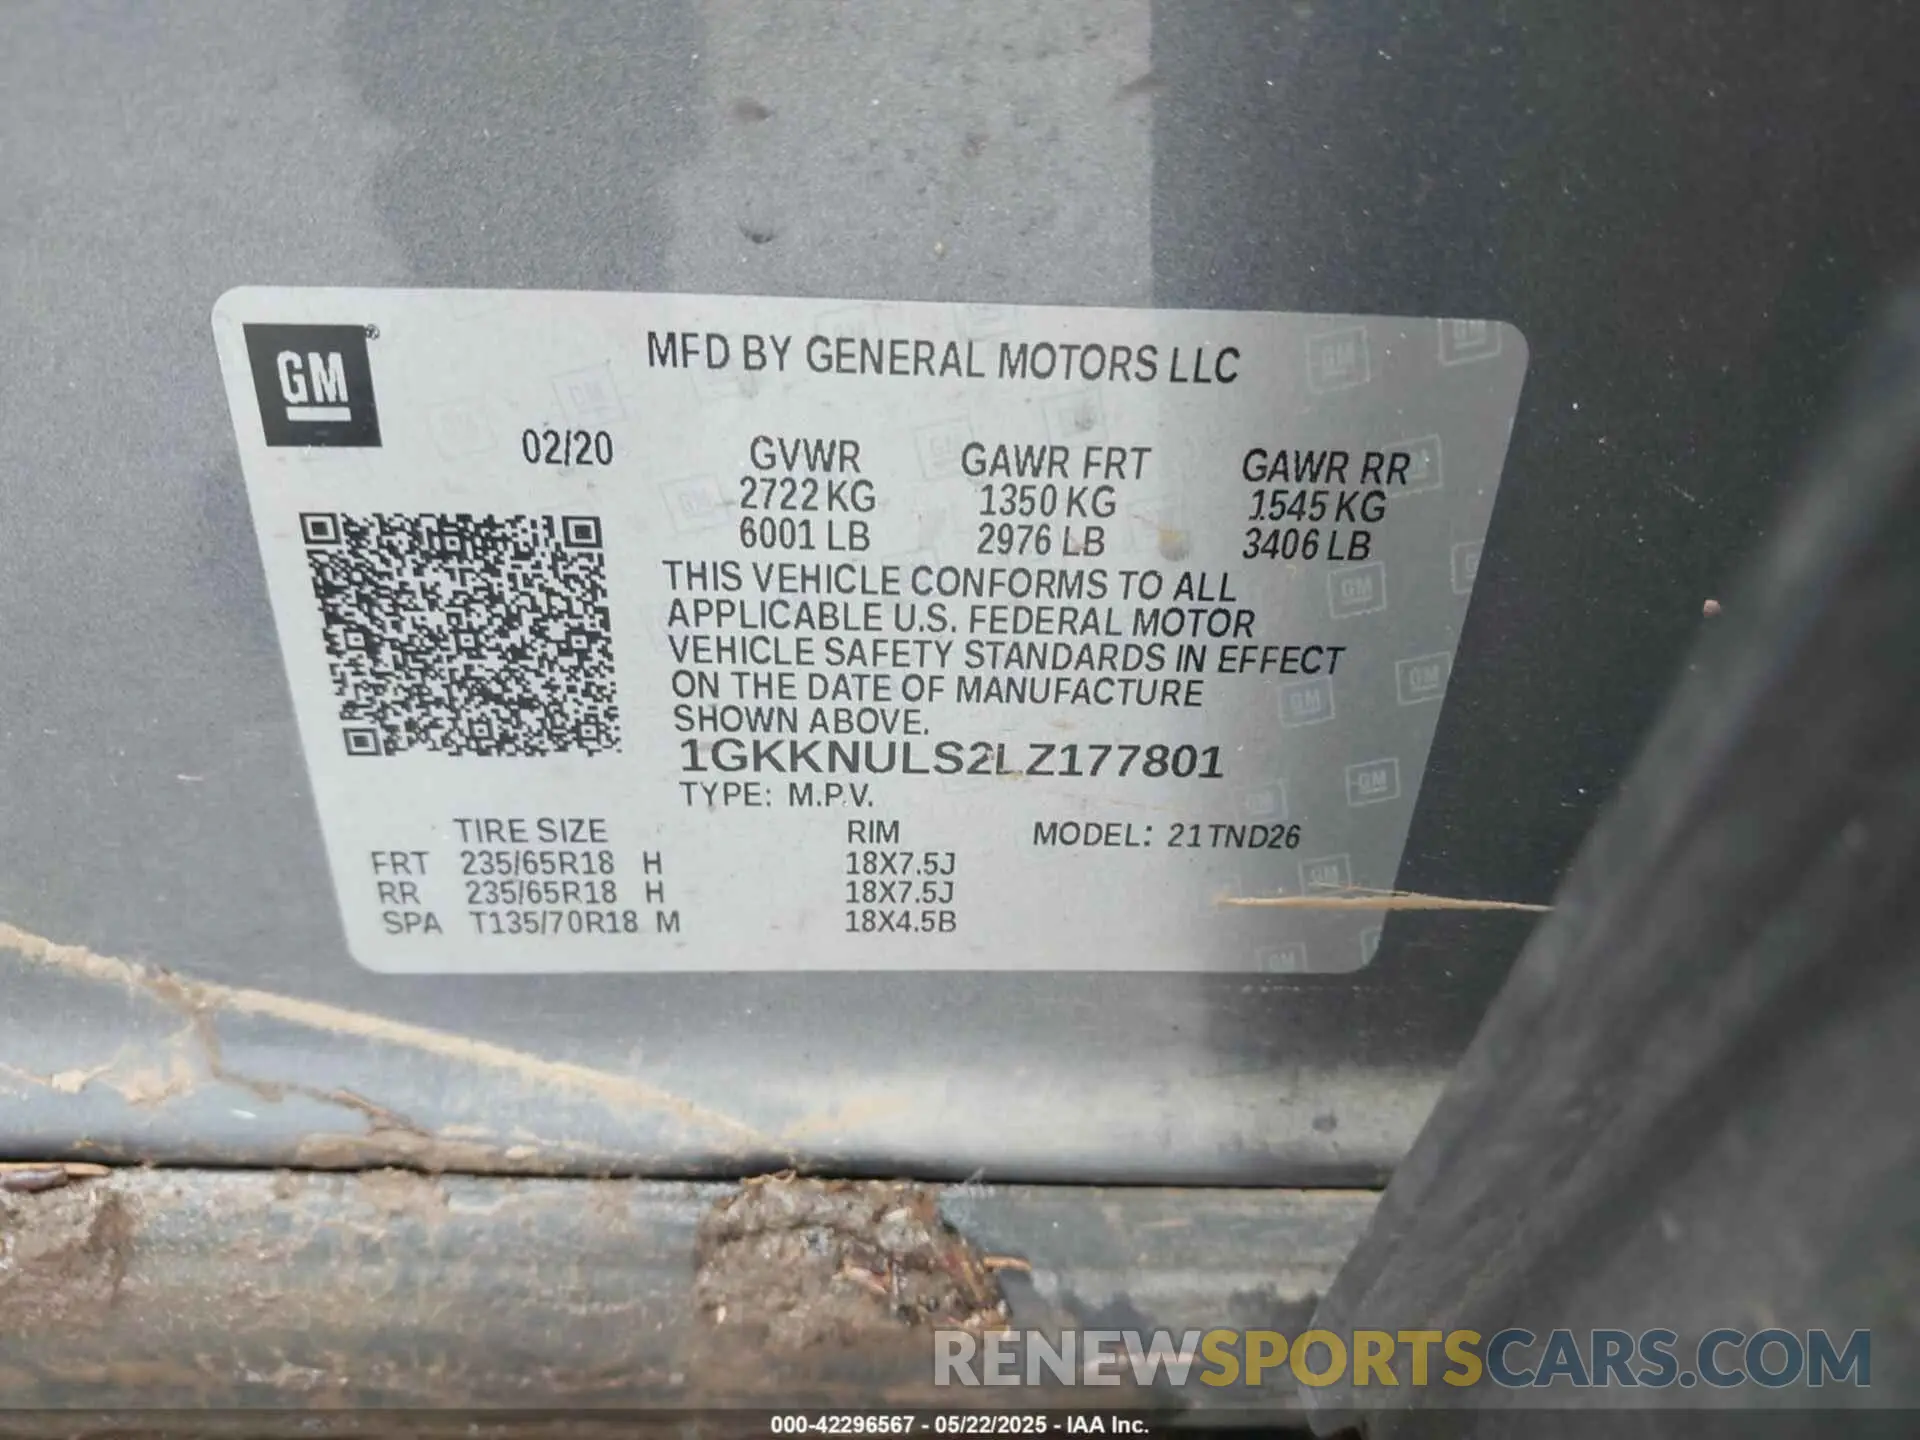 GM®
MFD BY GENERAL MOTORS LLC
02/20
GVWR GAWR FRT GAWR RR
2722 KG 1350 KG 1545 KG
6001 LB 2976 LB 3406 LB
THIS VEHICLE CONFORMS TO ALL
APPLICABLE U.S. FEDERAL MOTOR
VEHICLE SAFETY STANDARDS IN EFFECT
ON THE DATE OF MANUFACTURE
SHOWN ABOVE.
1GKKNULS2LZ177801
TYPE: M.P.V.
TIRE SIZE RIM MODEL: 21TND26
FRT 235/65R18 H 18X7.5J
RR 235/65R18 H 18X7.5J
SPA T135/70R18 M 18X4.5B
RENEWSPORTSCARS.COM
000-42296567 - 05/22/2025 - IAA Inc.